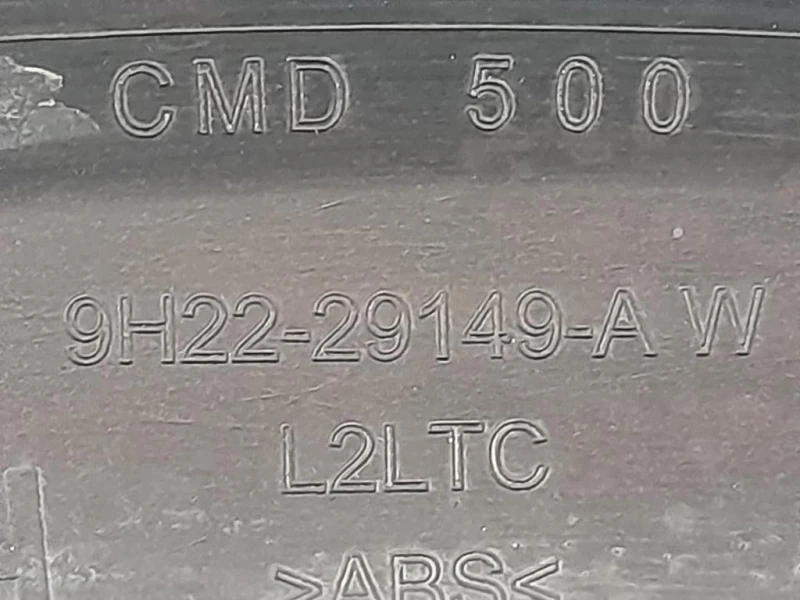 CMD 500
9H22-29149-A W
L2LTC
>ABS<